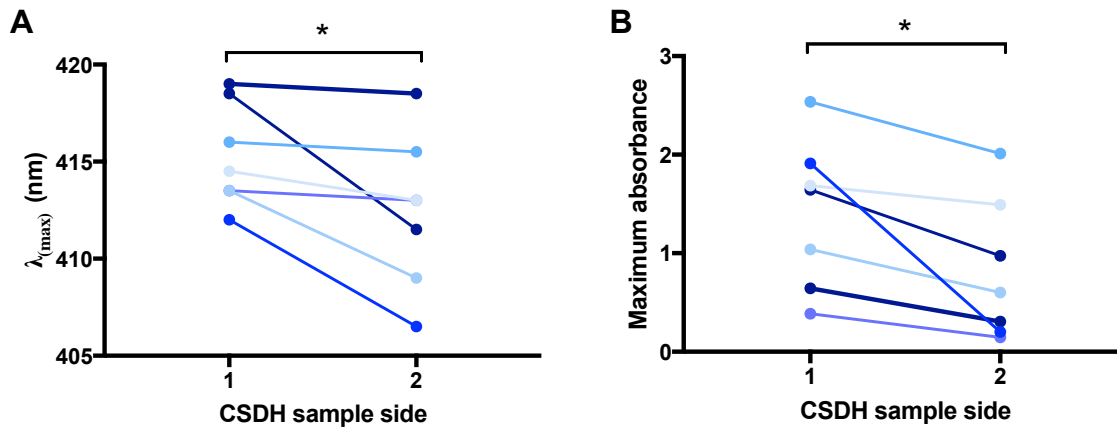 A
*
λ(max) (nm)
420
415
410
405
1 2
CSDH sample side
B
*
Maximum absorbance
3
2
1
0
1 2
CSDH sample side